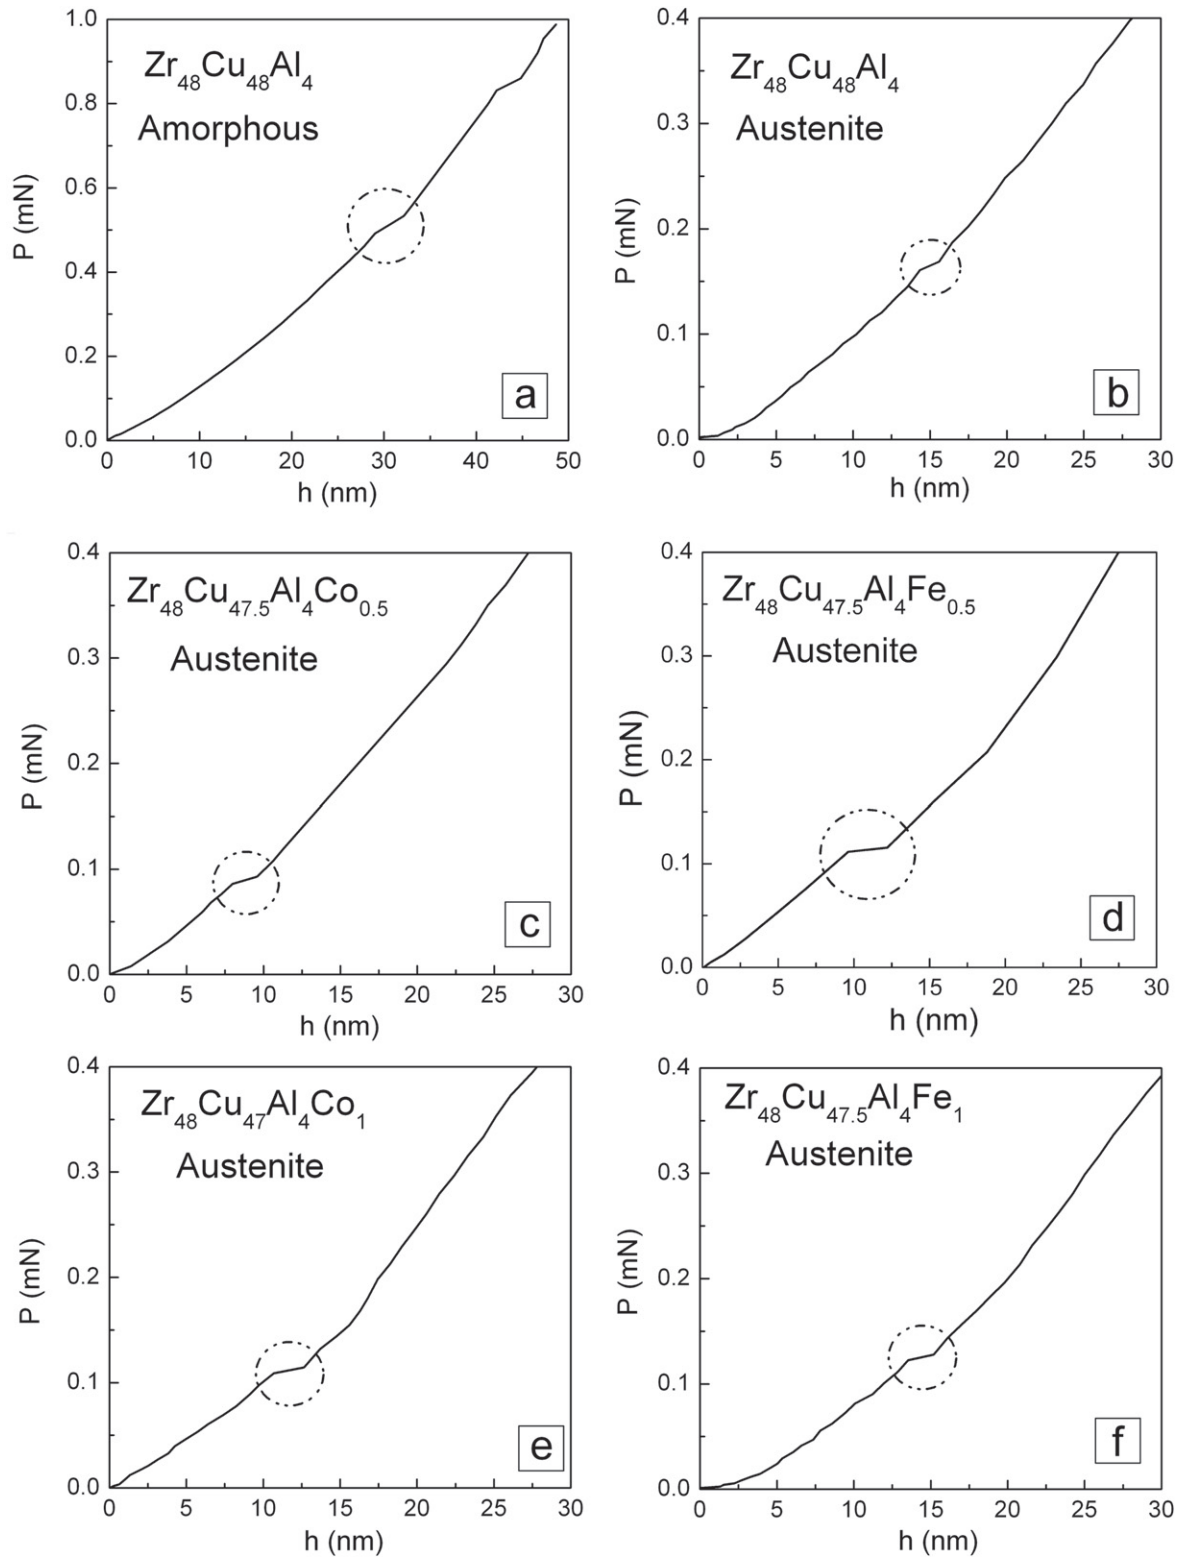 1.0
0.8
0.6
0.4
0.2
0.0
P (mN)
Zr48Cu48Al4
Amorphous
a
0 10 20 30 40 50
h (nm)
0.4
0.3
0.2
0.1
0.0
P (mN)
Zr48Cu48Al4
Austenite
b
0 5 10 15 20 25 30
h (nm)
0.4
0.3
0.2
0.1
0.0
P (mN)
Zr48Cu47.5Al4Co0.5
Austenite
c
0 5 10 15 20 25 30
h (nm)
0.4
0.3
0.2
0.1
0.0
P (mN)
Zr48Cu47.5Al4Fe0.5
Austenite
d
0 5 10 15 20 25 30
h (nm)
0.4
0.3
0.2
0.1
0.0
P (mN)
Zr48Cu47Al4Co1
Austenite
e
0 5 10 15 20 25 30
h (nm)
0.4
0.3
0.2
0.1
0.0
P (mN)
Zr48Cu47.5Al4Fe1
Austenite
f
0 5 10 15 20 25 30
h (nm)